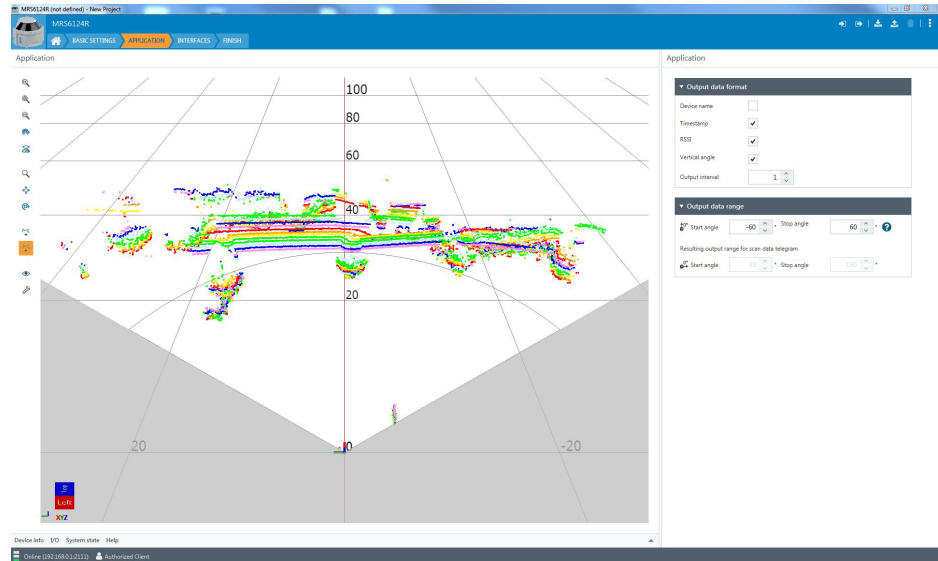 MRS6124R (not defined) - New Project
MRS6124R
BASIC SETTINGS APPLICATION INTERFACES FINISH
Application
100
80
60
40
20
20 0 -20
Top
Left
XYZ
Application
Output data format
Device name
Timestamp
RSSI
Vertical angle
Output interval 1
Output data range
Start angle -60 ° Stop angle 60 ° ?
Resulting output range for scan data telegram
Start angle 30 ° Stop angle 150 °
Device Info I/O System state Help
Online (192.168.0.1:2111) Authorized Client